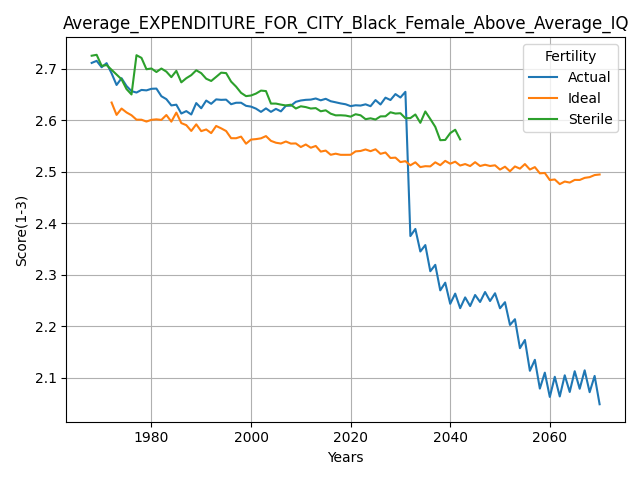 Average_EXPENDITURE_FOR_CITY_Black_Female_Above_Average_IQ
Fertility
Actual
Ideal
Sterile
Score(1-3)
2.7
2.6
2.5
2.4
2.3
2.2
2.1
1980 2000 2020 2040 2060
Years